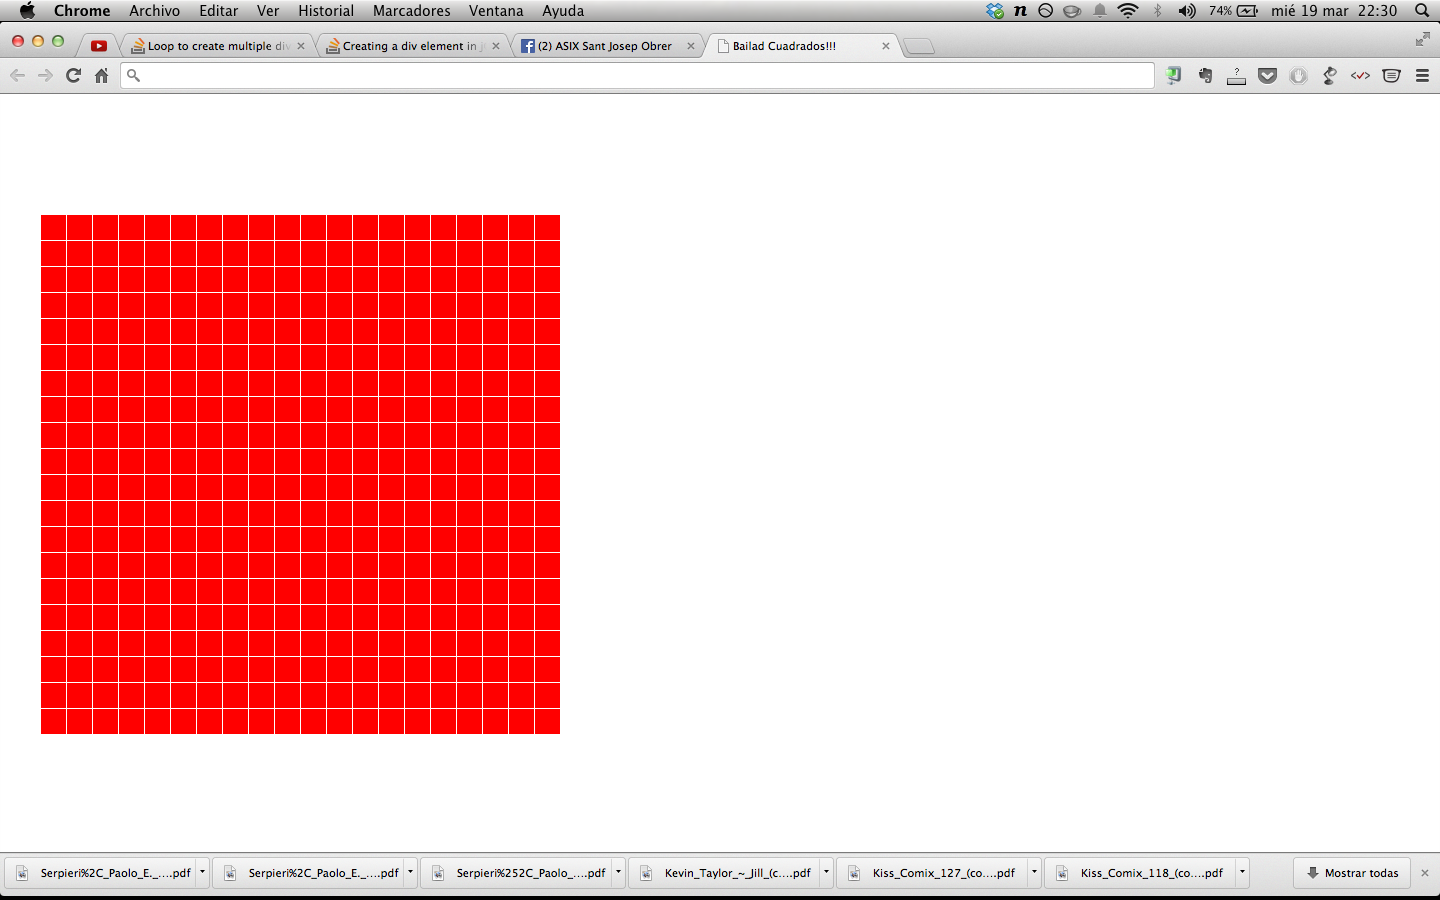 Chrome Archivo Editar Ver Historial Marcadores Ventana Ayuda n 74% mié 19 mar 22:30
Loop to create multiple div Creating a div element in j (2) ASIX Sant Josep Obrer Bailad Cuadrados!!!
?
Serpieri%2C_Paolo_E._....pdf Serpieri%2C_Paolo_E._....pdf Serpieri%252C_Paolo_....pdf Kevin_Taylor_~_Jill_(c....pdf Kiss_Comix_127_(co....pdf Kiss_Comix_118_(co....pdf Mostrar todas